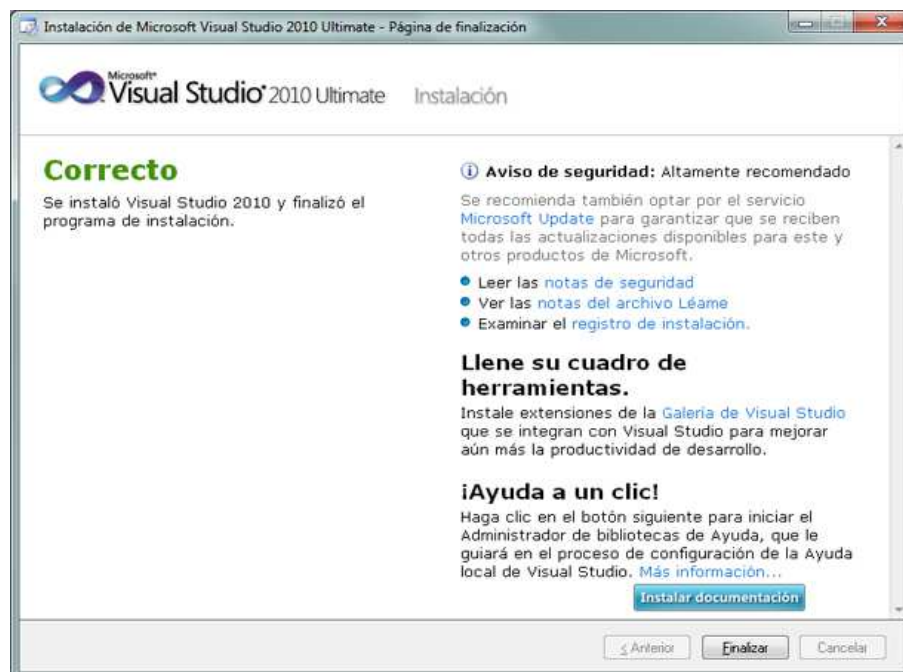 Instalación de Microsoft Visual Studio 2010 Ultimate - Página de finalización
Microsoft®
Visual Studio® 2010 Ultimate Instalación
Correcto
Se instaló Visual Studio 2010 y finalizó el
programa de instalación.
Aviso de seguridad: Altamente recomendado
Se recomienda también optar por el servicio
Microsoft Update para garantizar que se reciben
todas las actualizaciones disponibles para este y
otros productos de Microsoft.
Leer las notas de seguridad
Ver las notas del archivo Léame
Examinar el registro de instalación.
Llene su cuadro de
herramientas.
Instale extensiones de la Galería de Visual Studio
que se integran con Visual Studio para mejorar
aún más la productividad de desarrollo.
¡Ayuda a un clic!
Haga clic en el botón siguiente para iniciar el
Administrador de bibliotecas de Ayuda, que le
guiará en el proceso de configuración de la Ayuda
local de Visual Studio. Más información...
Instalar documentación
< Anterior Finalizar Cancelar